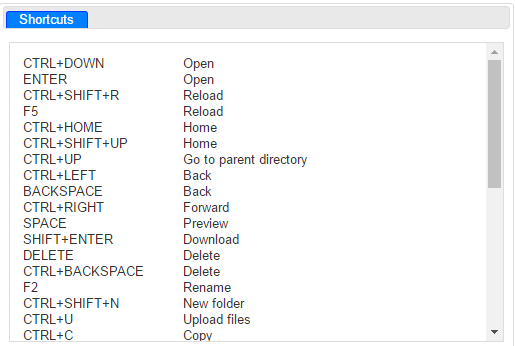 Shortcuts
CTRL+DOWN Open
ENTER Open
CTRL+SHIFT+R Reload
F5 Reload
CTRL+HOME Home
CTRL+SHIFT+UP Home
CTRL+UP Go to parent directory
CTRL+LEFT Back
BACKSPACE Back
CTRL+RIGHT Forward
SPACE Preview
SHIFT+ENTER Download
DELETE Delete
CTRL+BACKSPACE Delete
F2 Rename
CTRL+SHIFT+N New folder
CTRL+U Upload files
CTRL+C Copy